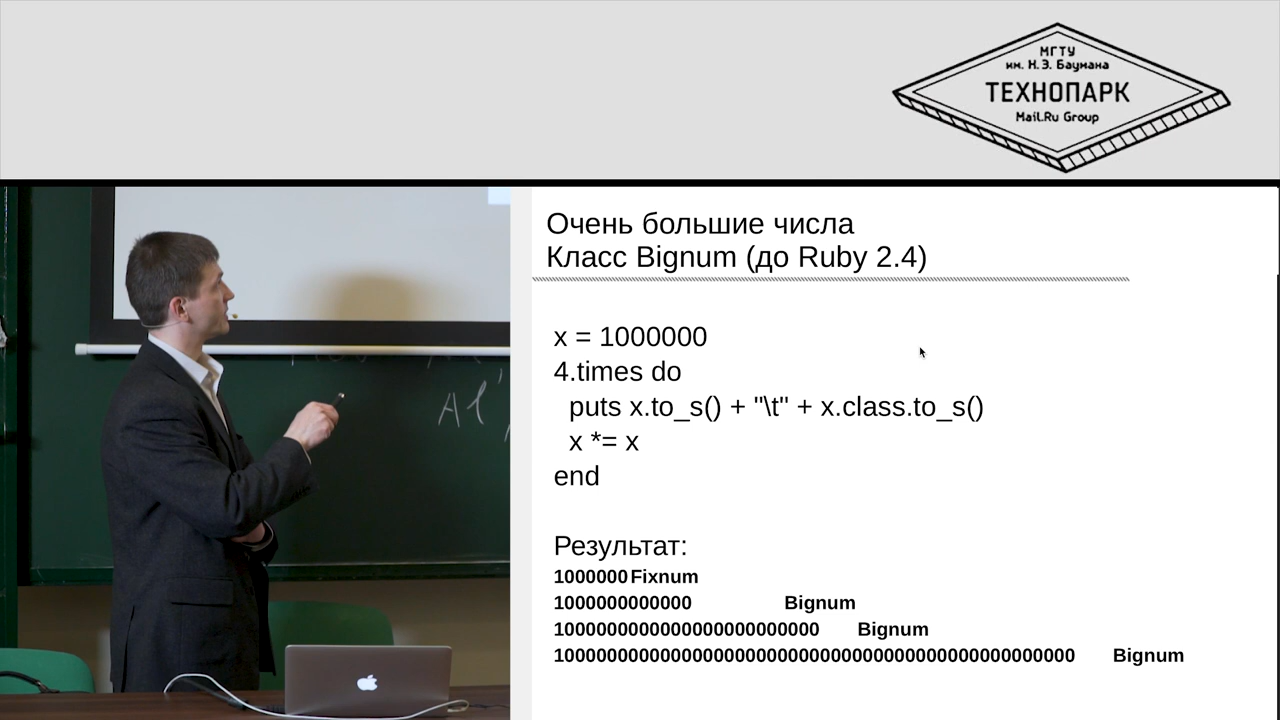 МГТУ
им. Н.Э. Баумана
ТЕХНОПАРК
Mail.Ru Group
Al'
Очень большие числа
Класс Bignum (до Ruby 2.4)
x = 1000000
4.times do
puts x.to_s() + "\t" + x.class.to_s()
x *= x
end
Результат:
1000000 Fixnum
1000000000000 Bignum
1000000000000000000000000 Bignum
1000000000000000000000000000000000000000000000000 Bignum